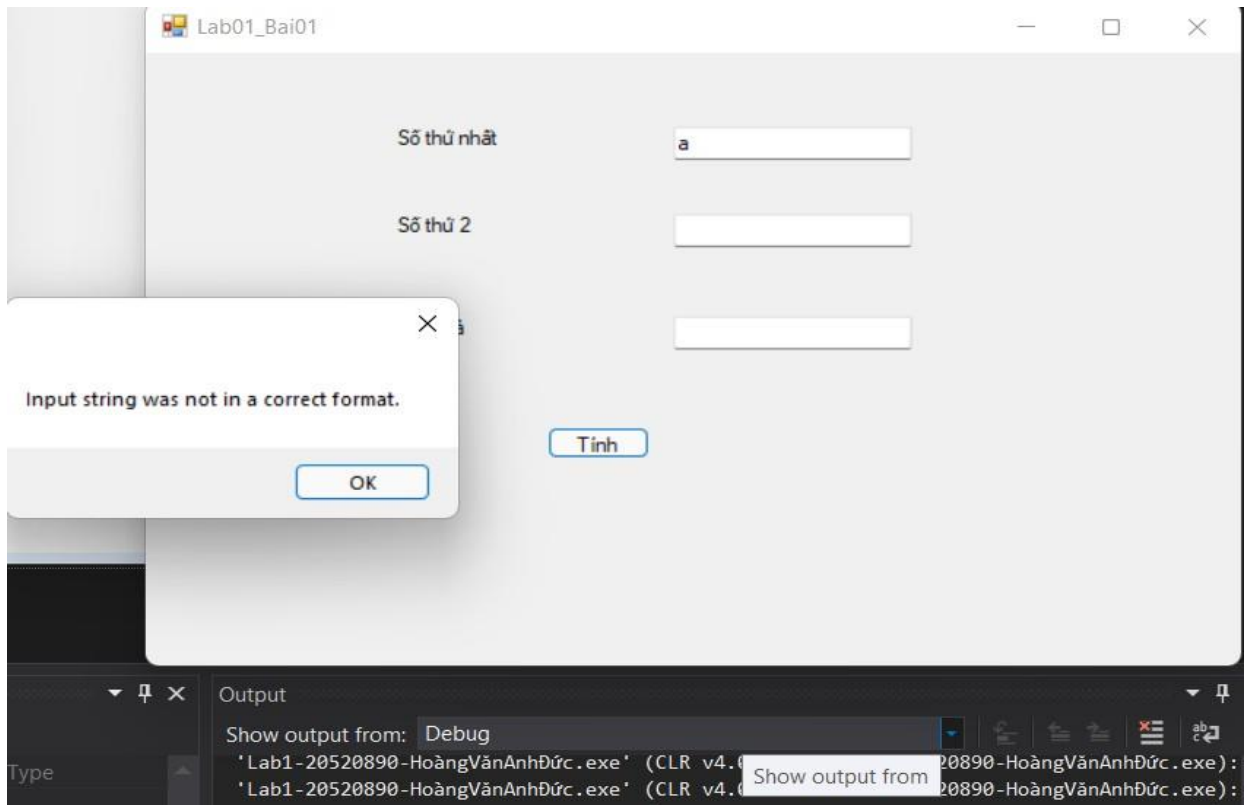 Lab01_Bai01
Số thứ nhất
a
Số thứ 2
Input string was not in a correct format.
OK
Tính
Output
Show output from: Debug
'Lab1-20520890-HoàngVănAnhĐức.exe' (CLR v4. 20890-HoàngVănAnhĐức.exe):
Type
Show output from
'Lab1-20520890-HoàngVănAnhĐức.exe' (CLR v4. 20890-HoàngVănAnhĐức.exe):